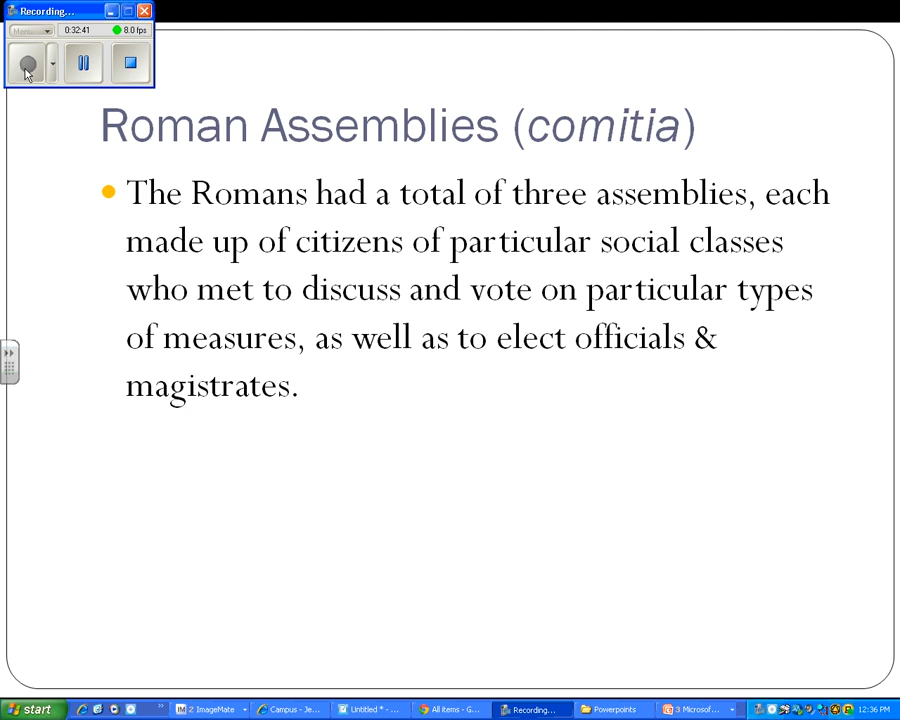 Recording...
Menu
0:32:41
8.0 fps
Roman Assemblies (comitia)
The Romans had a total of three assemblies, each
made up of citizens of particular social classes
who met to discuss and vote on particular types
of measures, as well as to elect officials &
magistrates.
start
2 ImageMate
Campus - Je...
Untitled * - ...
All items - G...
Recording...
Powerpoints
3 Microsof...
12:36 PM